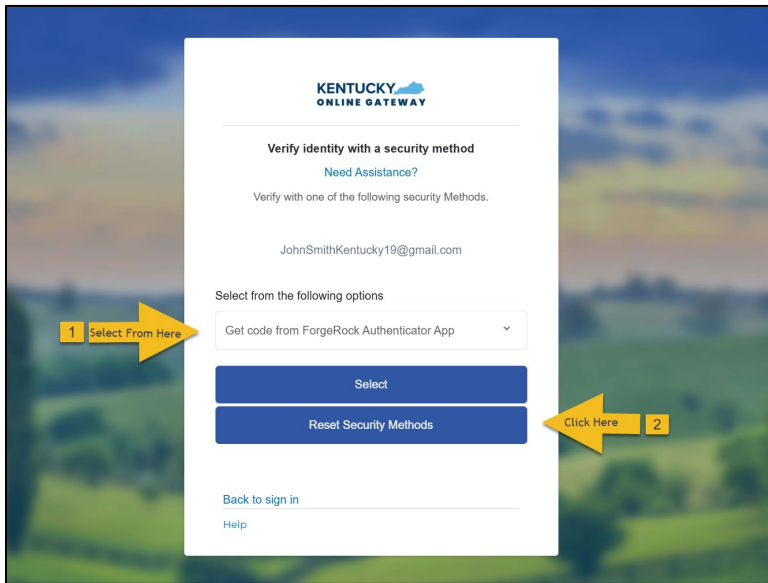 KENTUCKY
ONLINE GATEWAY
Verify identity with a security method
Need Assistance?
Verify with one of the following security Methods.
JohnSmithKentucky19@gmail.com
Select from the following options
1 Select From Here
Get code from ForgeRock Authenticator App
Select
Reset Security Methods
Click Here 2
Back to sign in
Help